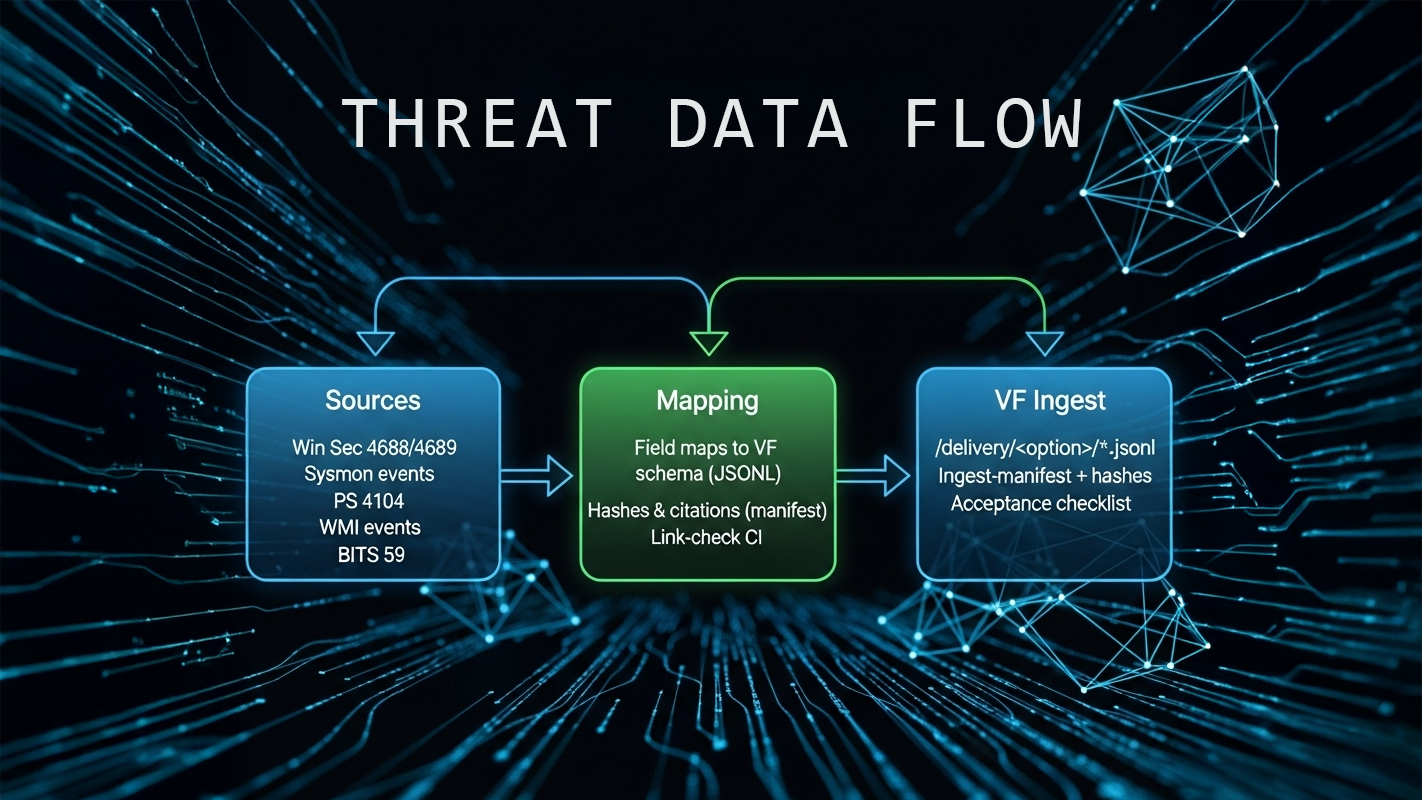 THREAT DATA FLOW
Sources
Win Sec 4688/4689
Sysmon events
PS 4104
WMI events
BITS 59
Mapping
Field maps to VF
schema (JSONL)
Hashes & citations (manifest)
Link-check CI
VF Ingest
/delivery/<option>/*.jsonl
Ingest-manifest + hashes
Acceptance checklist